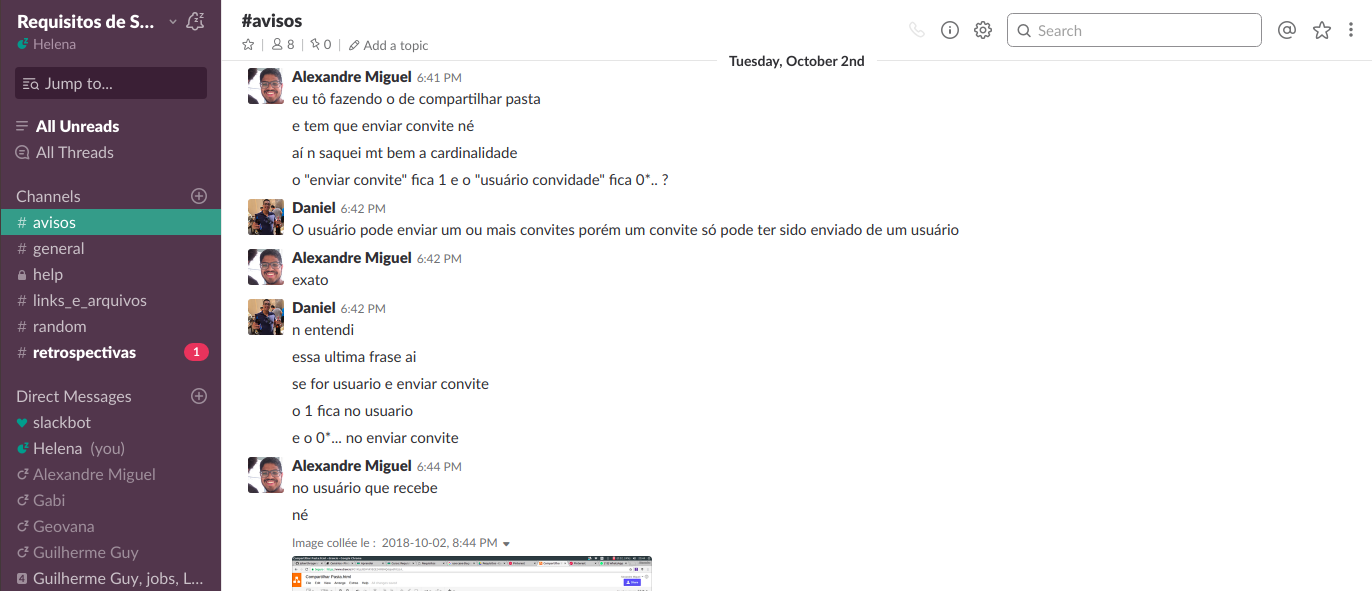 Requisitos de S...
Helena
Jump to...
All Unreads
All Threads
Channels
# avisos
# general
help
# links_e_arquivos
# random
# retrospectivas 1
Direct Messages
slackbot
Helena (you)
Alexandre Miguel
Gabi
Geovana
Guilherme Guy
4 Guilherme Guy, jobs, L...
#avisos
8 | 0 | Add a topic
Search
Tuesday, October 2nd
Alexandre Miguel 6:41 PM
eu tô fazendo o de compartilhar pasta
e tem que enviar convite né
aí n saquei mt bem a cardinalidade
o "enviar convite" fica 1 e o "usuário convidade" fica 0*.. ?
Daniel 6:42 PM
O usuário pode enviar um ou mais convites porém um convite só pode ter sido enviado de um usuário
Alexandre Miguel 6:42 PM
exato
Daniel 6:42 PM
n entendi
essa ultima frase ai
se for usuario e enviar convite
o 1 fica no usuario
e o 0*... no enviar convite
Alexandre Miguel 6:44 PM
no usuário que recebe
né
Image collée le : 2018-10-02, 8:44 PM
Compartilhar Pasta.html